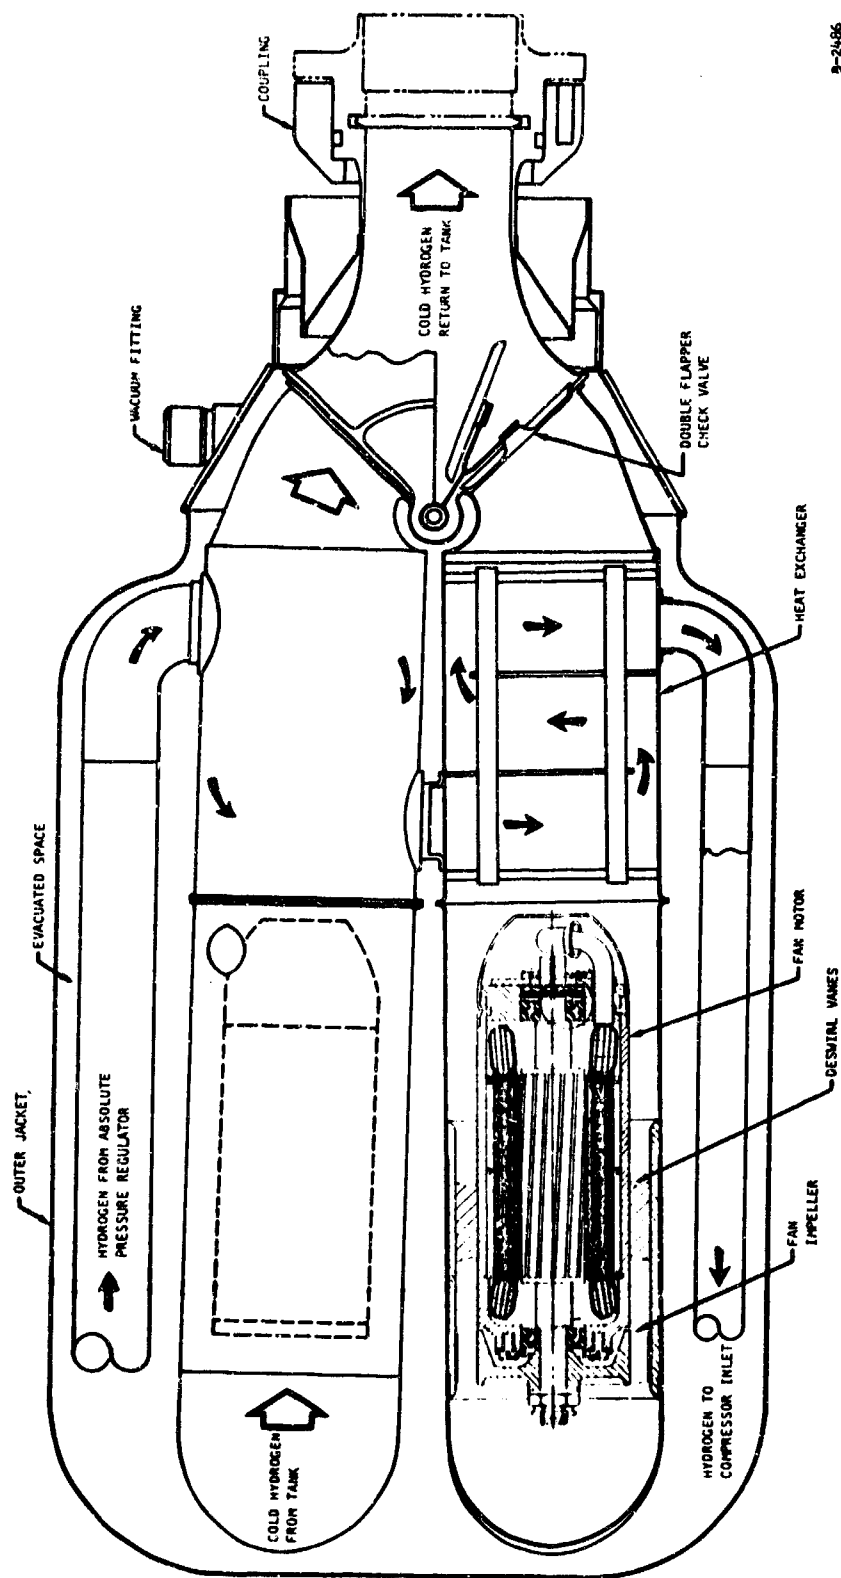 COUPLING
VACUUM FITTING
COLD HYDROGEN
RETURN TO TANK
DOUBLE FLAPPER
CHECK VALVE
HEAT EXCHANGER
EVACUATED SPACE
OUTER JACKET,
HYDROGEN FROM ABSOLUTE
PRESSURE REGULATOR
FAN MOTOR
DESWIRL VANES
FAN
IMPELLER
COLD HYDROGEN
FROM TANK
HYDROGEN TO
COMPRESSOR INLET
B-2486